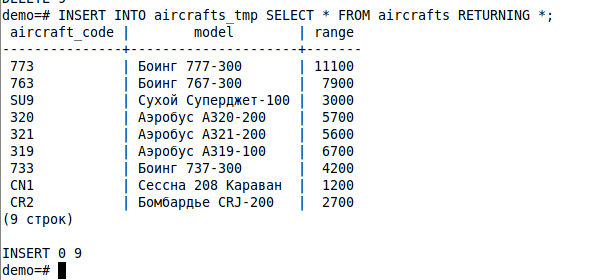 demo=# INSERT INTO aircrafts_tmp SELECT * FROM aircrafts RETURNING *;
 aircraft_code |        model        | range
---------------+---------------------+-------
 773           | Боинг 777-300       | 11100
 763           | Боинг 767-300       |  7900
 SU9           | Сухой Суперджет-100 |  3000
 320           | Аэробус A320-200    |  5700
 321           | Аэробус A321-200    |  5600
 319           | Аэробус A319-100    |  6700
 733           | Боинг 737-300       |  4200
 CN1           | Сессна 208 Караван  |  1200
 CR2           | Бомбардье CRJ-200   |  2700
(9 строк)
INSERT 0 9
demo=#